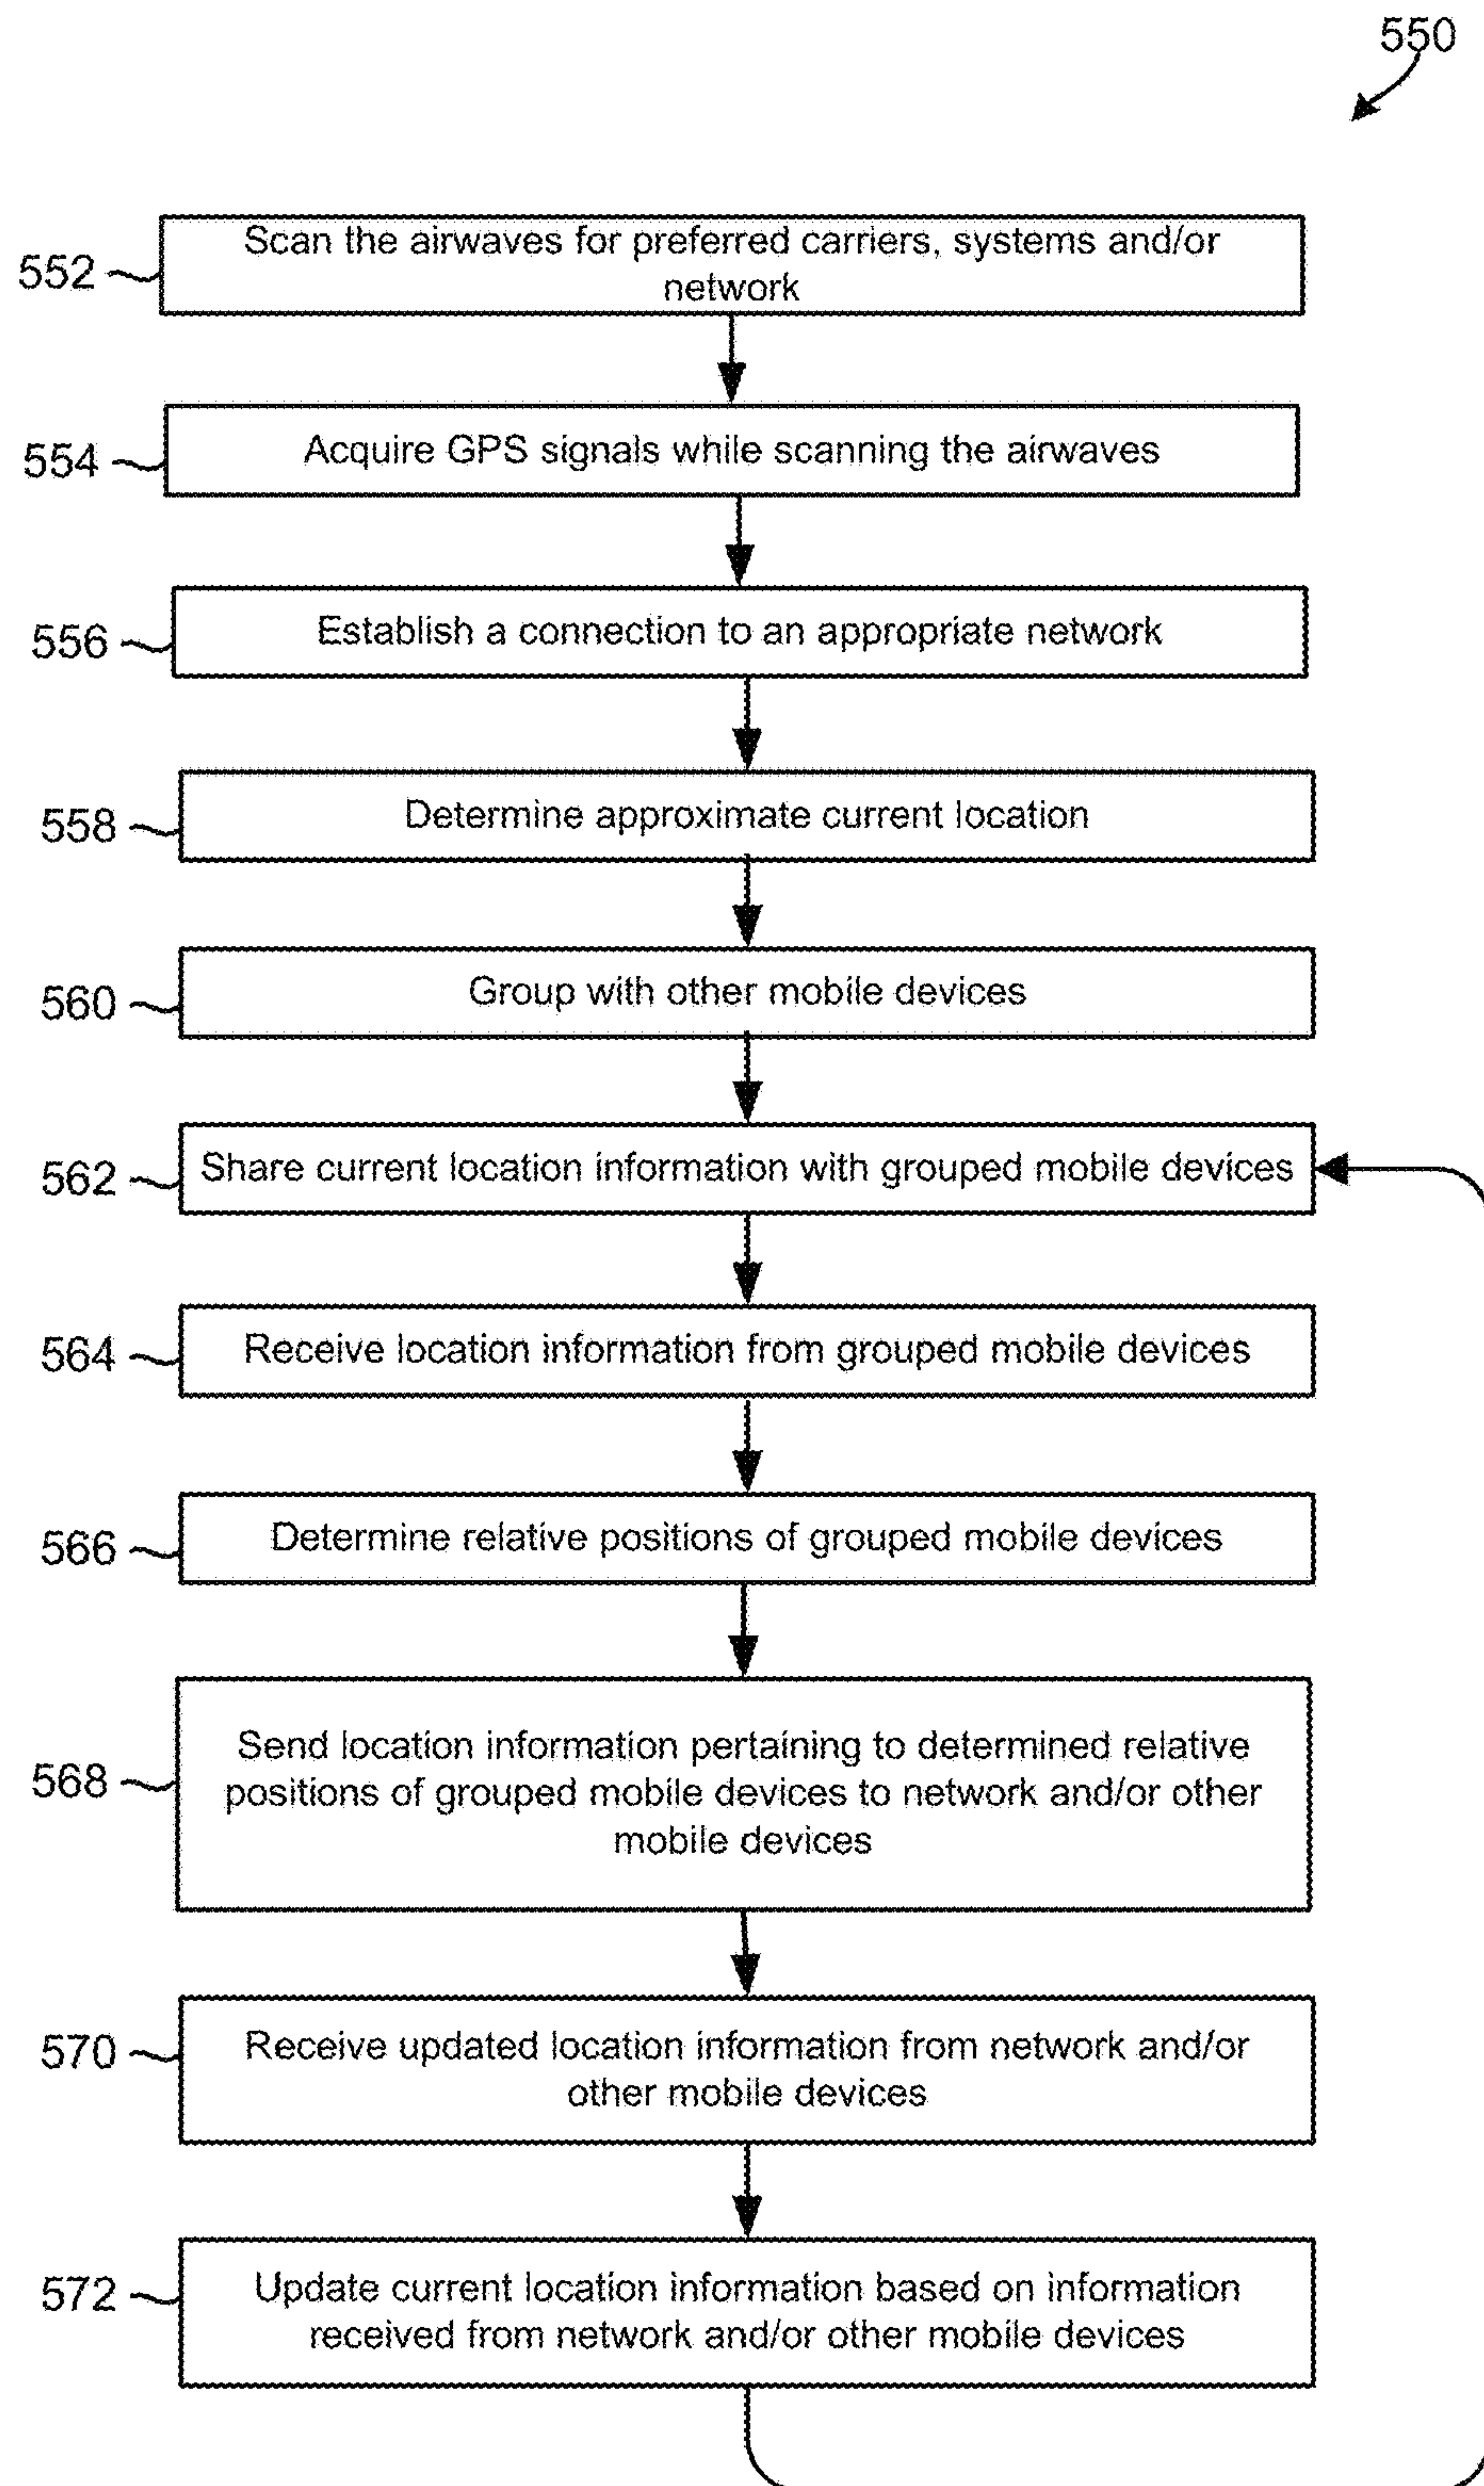 550
552
Scan the airwaves for preferred carriers, systems and/or
network
554
Acquire GPS signals while scanning the airwaves
556
Establish a connection to an appropriate network
558
Determine approximate current location
560
Group with other mobile devices
562
Share current location information with grouped mobile devices
564
Receive location information from grouped mobile devices
566
Determine relative positions of grouped mobile devices
568
Send location information pertaining to determined relative
positions of grouped mobile devices to network and/or other
mobile devices
570
Receive updated location information from network and/or
other mobile devices
572
Update current location information based on information
received from network and/or other mobile devices